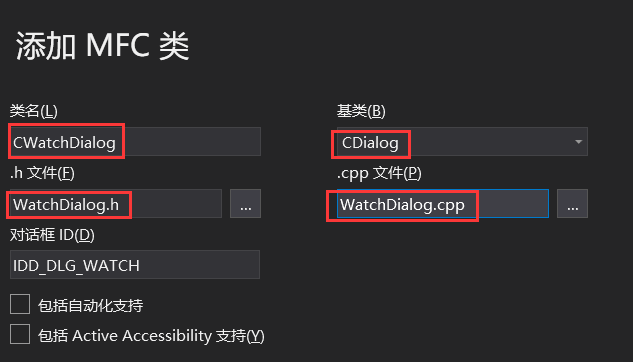 添加 MFC 类
类名(L) 基类(B)
CWatchDialog CDialog
.h 文件(F) .cpp 文件(P)
WatchDialog.h ... WatchDialog.cpp ...
对话框 ID(D)
IDD_DLG_WATCH
包括自动化支持
包括 Active Accessibility 支持(Y)